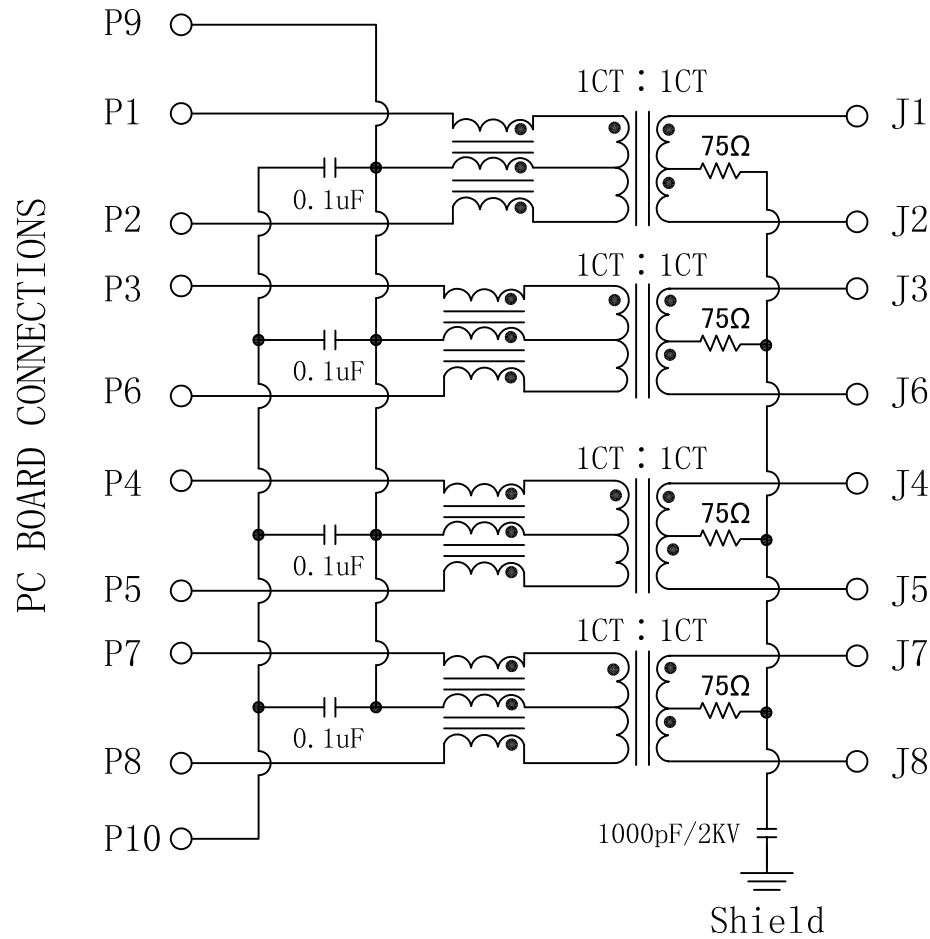 P9
1CT : 1CT
P1
J1
75Ω
0.1uF
P2
J2
1CT : 1CT
P3
J3
75Ω
0.1uF
P6
J6
PC BOARD CONNECTIONS
1CT : 1CT
P4
J4
75Ω
0.1uF
P5
J5
1CT : 1CT
P7
J7
75Ω
0.1uF
P8
J8
P10
1000pF/2KV
Shield